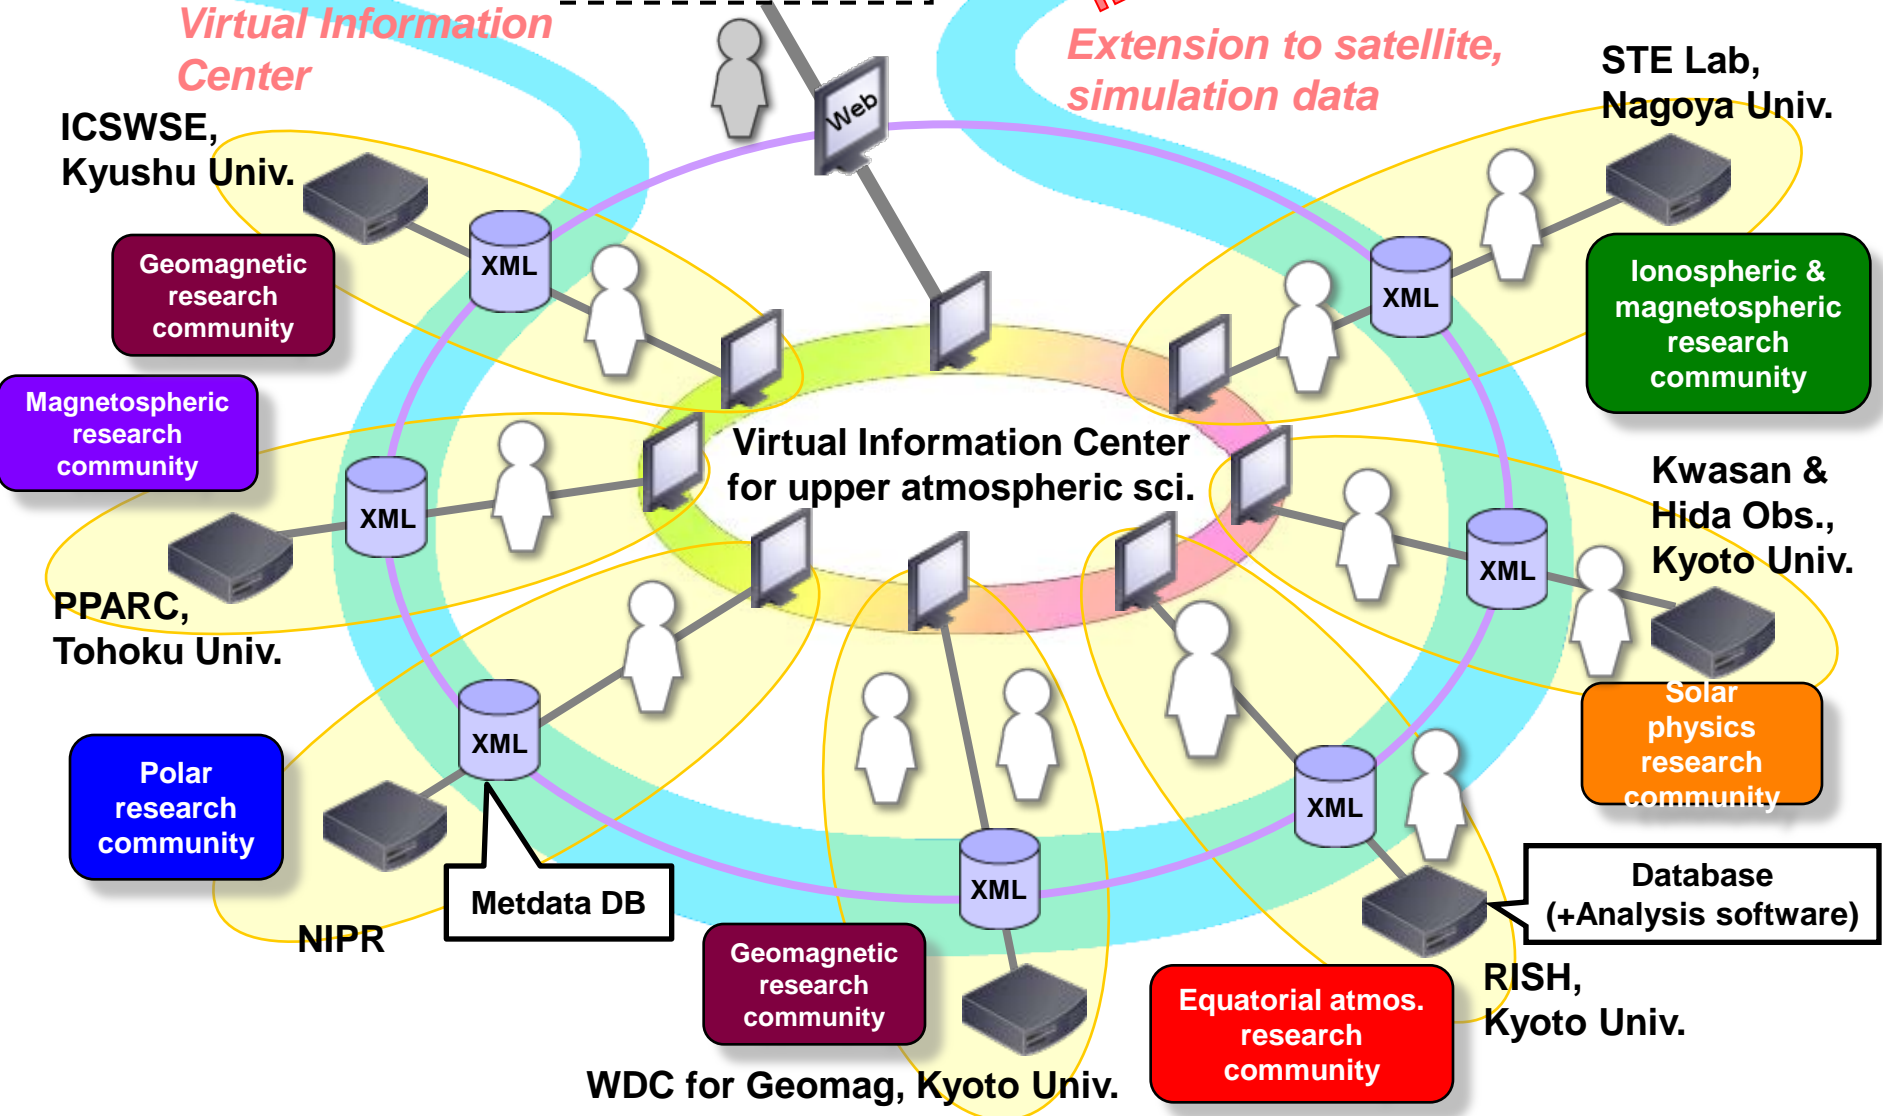 Virtual Information
Center
Extension to satellite,
simulation data
STE Lab,
Nagoya Univ.
Web
ICSWSE,
Kyushu Univ.
XML
Geomagnetic
research
community
XML
Ionospheric &
magnetospheric
research
community
Magnetospheric
research
community
Virtual Information Center
for upper atmospheric sci.
XML
Kwasan &
Hida Obs.,
Kyoto Univ.
XML
PPARC,
Tohoku Univ.
Solar
physics
research
community
XML
Polar
research
community
XML
Metdata DB
NIPR
XML
Database
(+Analysis software)
Geomagnetic
research
community
Equatorial atmos.
research
community
RISH,
Kyoto Univ.
WDC for Geomag, Kyoto Univ.